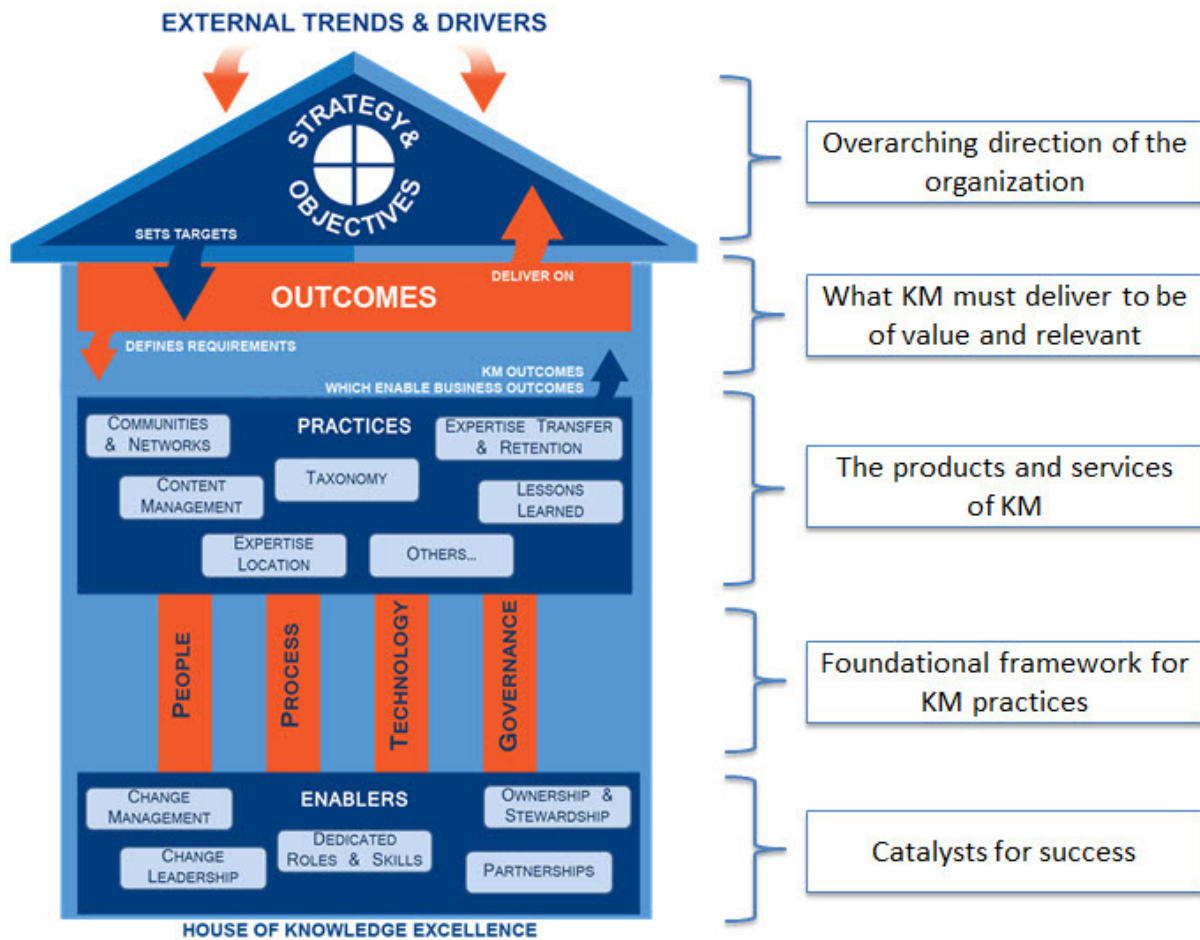 EXTERNAL TRENDS & DRIVERS
STRATEGY &
OBJECTIVES
SETS TARGETS
DELIVER ON
OUTCOMES
DEFINES REQUIREMENTS
KM OUTCOMES
WHICH ENABLE BUSINESS OUTCOMES
PRACTICES
COMMUNITIES
& NETWORKS
EXPERTISE TRANSFER
& RETENTION
TAXONOMY
CONTENT
MANAGEMENT
LESSONS
LEARNED
EXPERTISE
LOCATION
OTHERS...
PEOPLE
PROCESS
TECHNOLOGY
GOVERNANCE
ENABLERS
CHANGE
MANAGEMENT
OWNERSHIP &
STEWARDSHIP
DEDICATED
ROLES & SKILLS
CHANGE
LEADERSHIP
PARTNERSHIPS
HOUSE OF KNOWLEDGE EXCELLENCE
Overarching direction of the
organization
What KM must deliver to be
of value and relevant
The products and services
of KM
Foundational framework for
KM practices
Catalysts for success